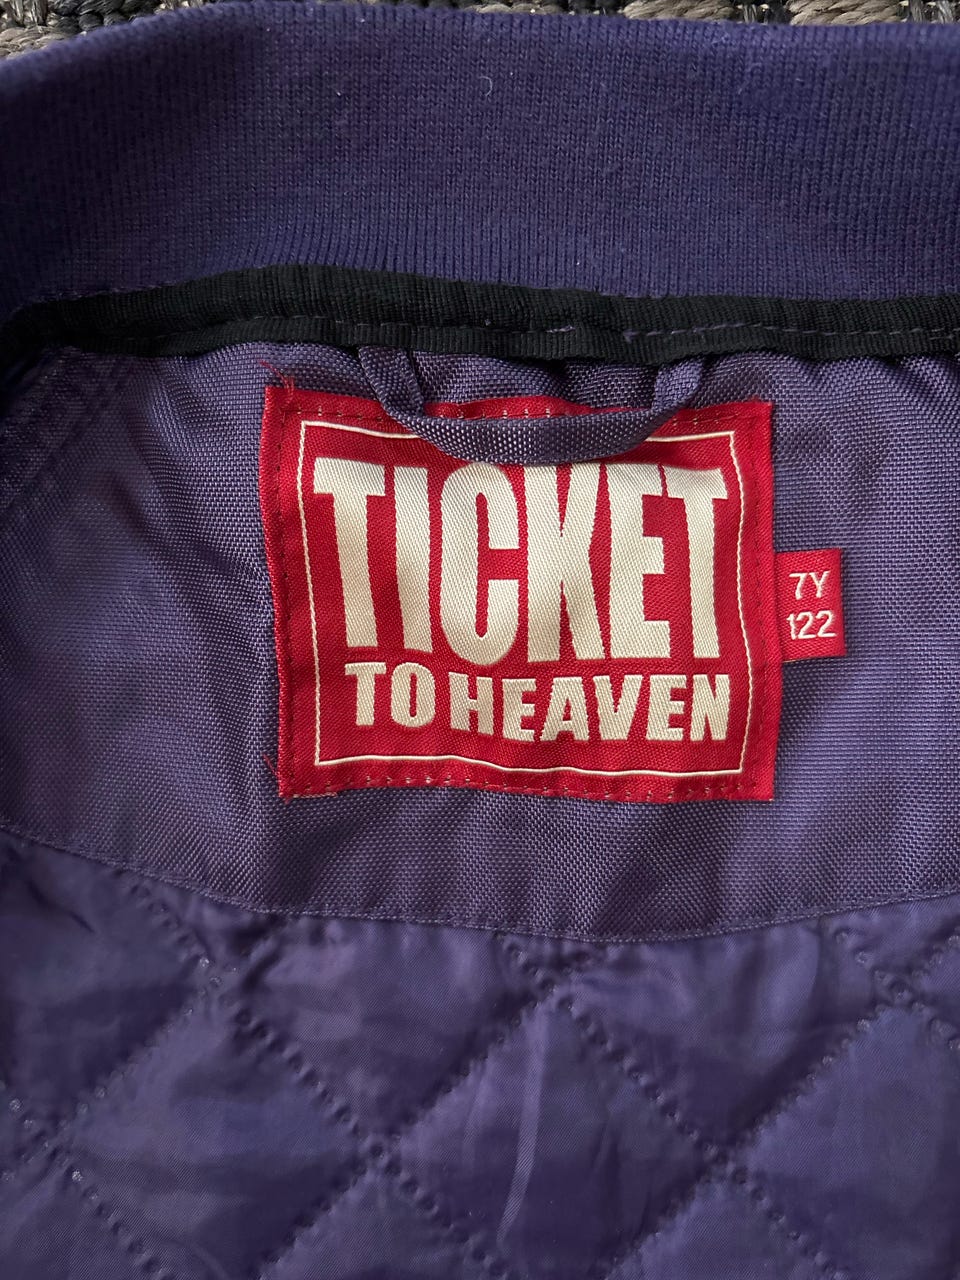 TICKET
TO HEAVEN
7Y
122